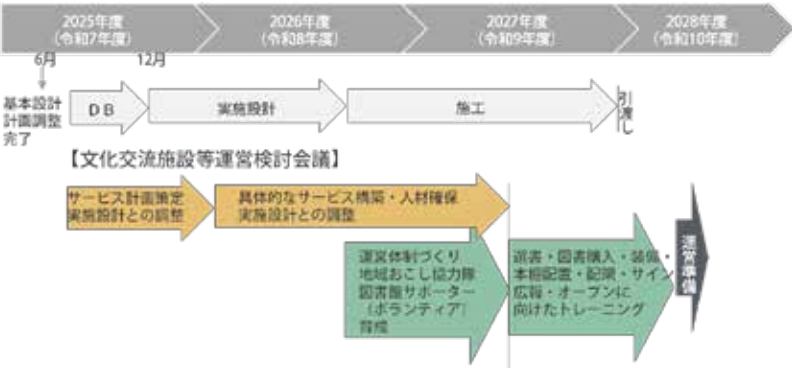 2025年度
（令和7年度）
2026年度
（令和8年度）
2027年度
（令和9年度）
2028年度
（令和10年度）
6月
12月
基本設計
計画調整
完了
ＤＢ
実施設計
施工
引渡し
【文化交流施設等運営検討会議】
サービス計画策定
実施設計との調整
具体的なサービス構築・人材確保
実施設計との調整
運営体制づくり
地域おこし協力隊
図書館サポーター
（ボランティア）
育成
選書・図書購入・装備・
本棚配置・配架・サイン
広報・オープンに
向けたトレーニング
運営準備